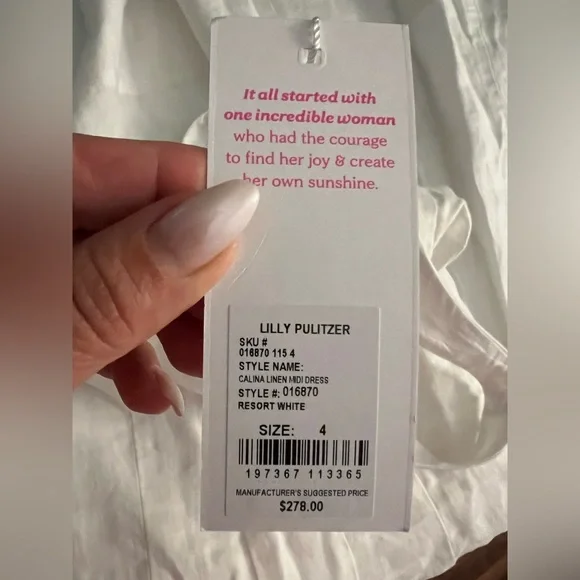 It all started with
one incredible woman
who had the courage
to find her joy & create
her own sunshine.
LILLY PULITZER
SKU #
016870 115 4
STYLE NAME:
CALINA LINEN MIDI DRESS
STYLE #: 016870
RESORT WHITE
SIZE: 4
197367 113365
MANUFACTURER'S SUGGESTED PRICE
$278.00